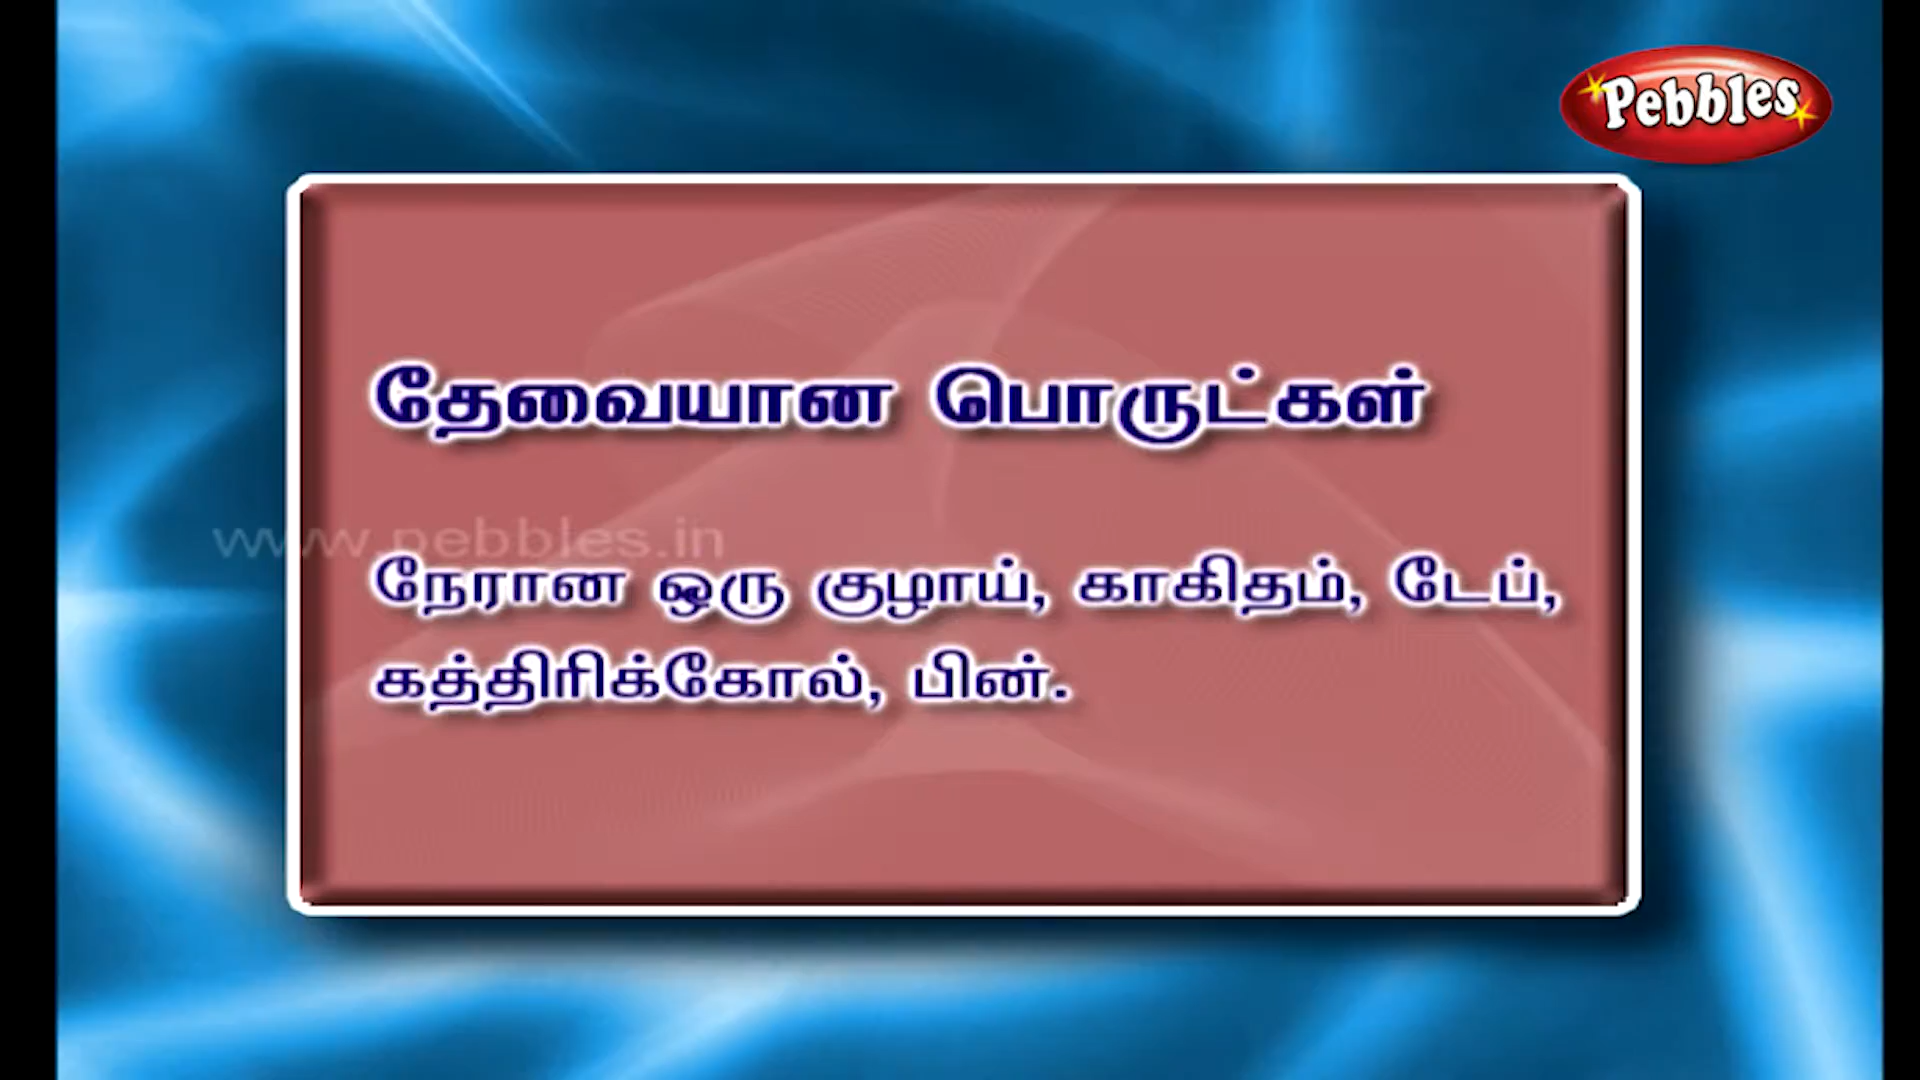 Pebbles
தேவையான பொருட்கள்
www.pebbles.in
நேரான ஒரு குழாய், காகிதம், டேப்,
கத்திரிக்கோல், பின்.